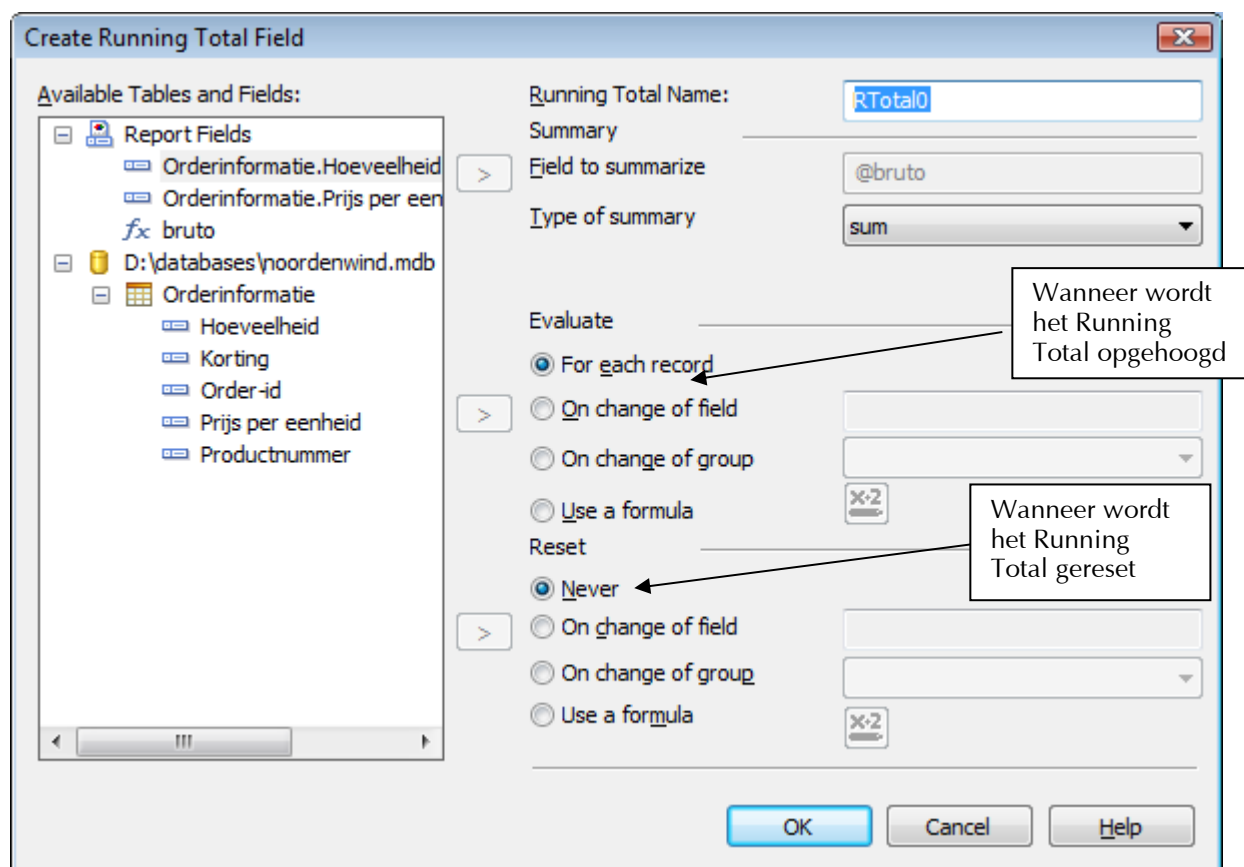 Create Running Total Field
Available Tables and Fields:
Report Fields
Orderinformatie.Hoeveelheid
Orderinformatie.Prijs per een
fx bruto
D:\databases\noordenwind.mdb
Orderinformatie
Hoeveelheid
Korting
Order-id
Prijs per eenheid
Productnummer
Running Total Name:
RTotal0
Summary
>
Field to summarize
@bruto
Type of summary
sum
Evaluate
For each record
>
On change of field
On change of group
Use a formula
X+2
Wanneer wordt
het Running
Total opgehoogd
Reset
Never
>
On change of field
On change of group
Use a formula
X+2
Wanneer wordt
het Running
Total gereset
OK
Cancel
Help